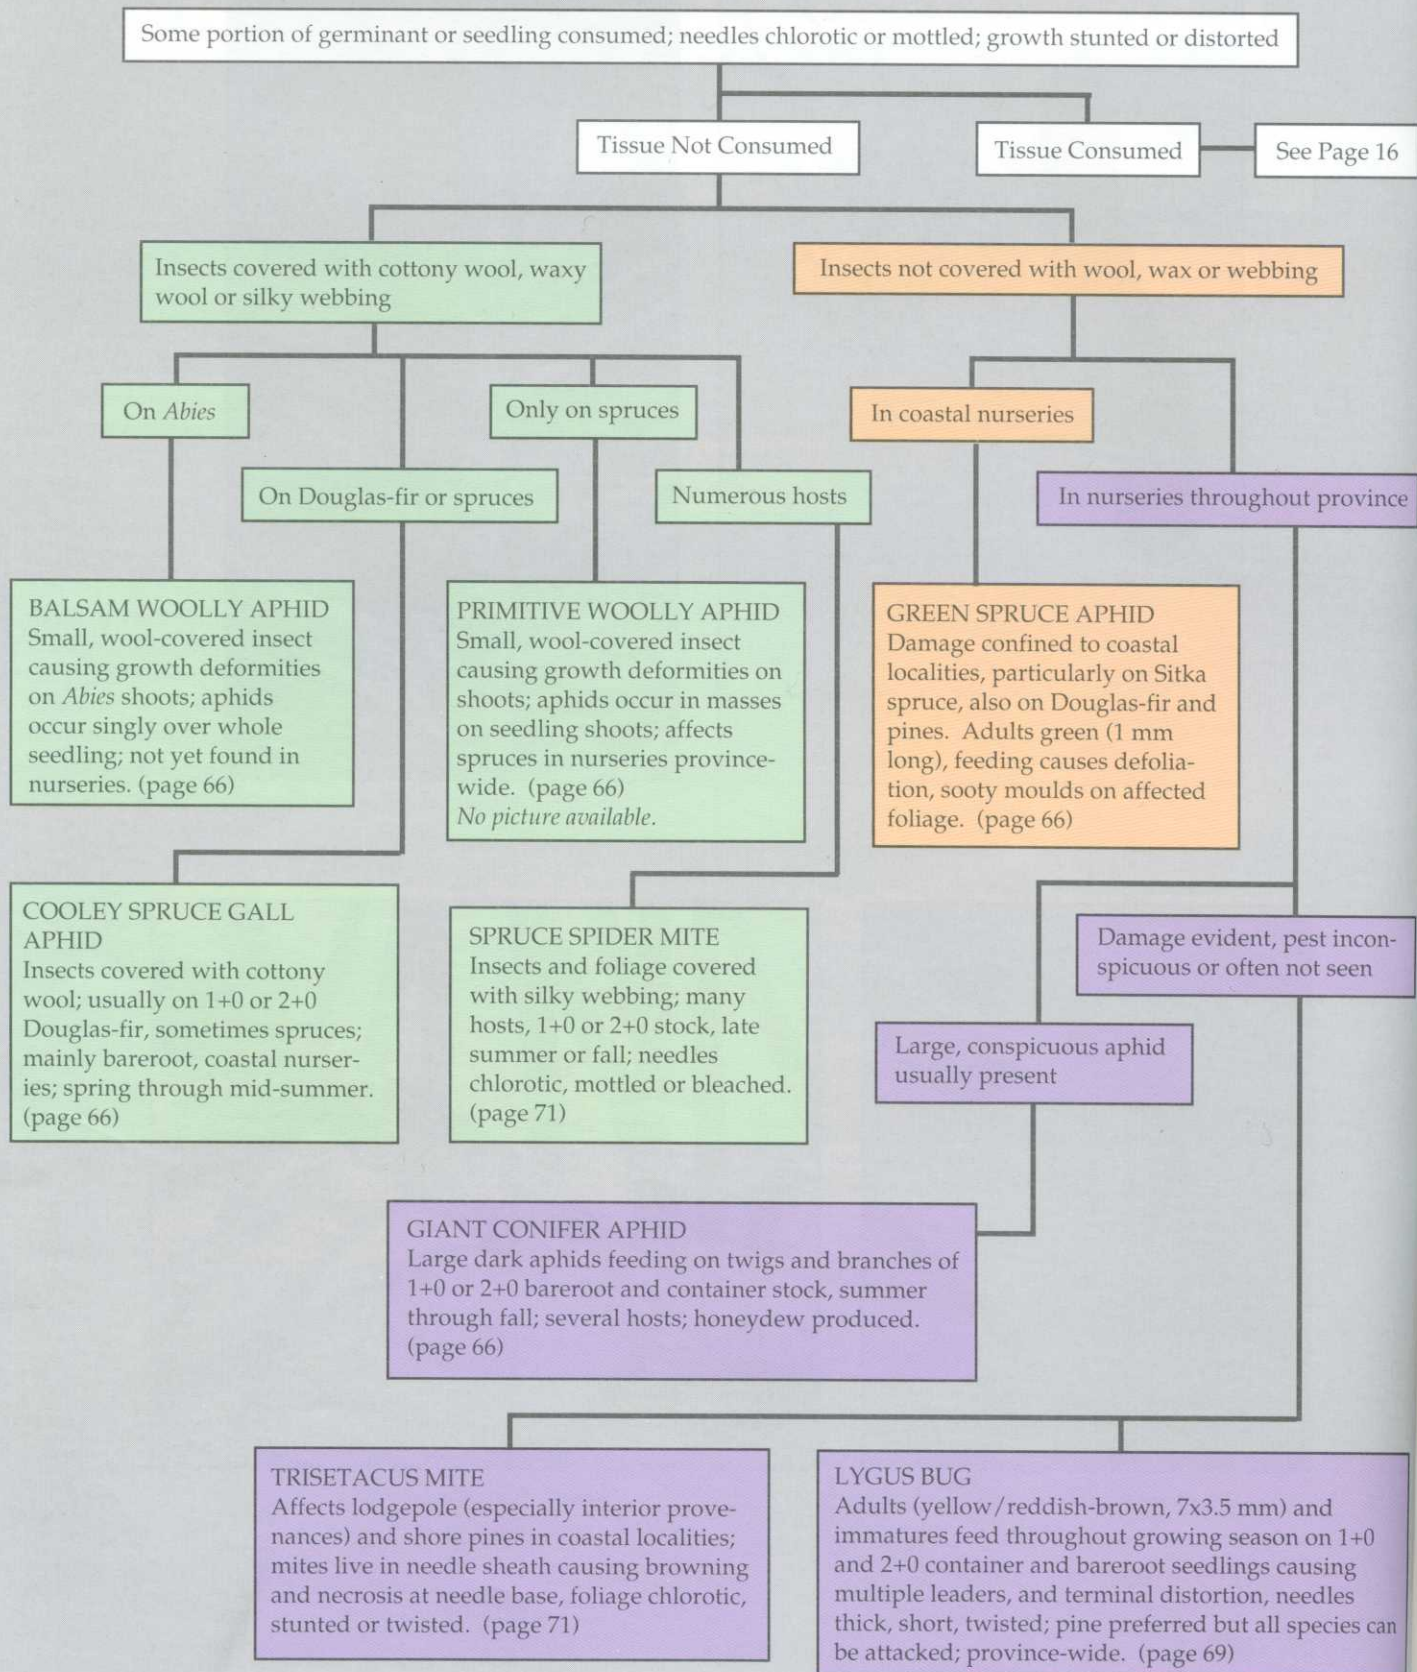 Some portion of germinant or seedling consumed; needles chlorotic or mottled; growth stunted or distorted
Tissue Not Consumed
Tissue Consumed
See Page 16
Insects covered with cottony wool, waxy
wool or silky webbing
Insects not covered with wool, wax or webbing
On Abies
Only on spruces
In coastal nurseries
On Douglas-fir or spruces
Numerous hosts
In nurseries throughout province
BALSAM WOOLLY APHID
Small, wool-covered insect
causing growth deformities
on Abies shoots; aphids
occur singly over whole
seedling; not yet found in
nurseries. (page 66)
PRIMITIVE WOOLLY APHID
Small, wool-covered insect
causing growth deformities on
shoots; aphids occur in masses
on seedling shoots; affects
spruces in nurseries province-
wide. (page 66)
No picture available.
GREEN SPRUCE APHID
Damage confined to coastal
localities, particularly on Sitka
spruce, also on Douglas-fir and
pines. Adults green (1 mm
long), feeding causes defolia-
tion, sooty moulds on affected
foliage. (page 66)
COOLEY SPRUCE GALL
APHID
Insects covered with cottony
wool; usually on 1+0 or 2+0
Douglas-fir, sometimes spruces;
mainly bareroot, coastal nurser-
ies; spring through mid-summer.
(page 66)
SPRUCE SPIDER MITE
Insects and foliage covered
with silky webbing; many
hosts, 1+0 or 2+0 stock, late
summer or fall; needles
chlorotic, mottled or bleached.
(page 71)
Damage evident, pest incon-
spicuous or often not seen
Large, conspicuous aphid
usually present
GIANT CONIFER APHID
Large dark aphids feeding on twigs and branches of
1+0 or 2+0 bareroot and container stock, summer
through fall; several hosts; honeydew produced.
(page 66)
TRISETACUS MITE
Affects lodgepole (especially interior prove-
nances) and shore pines in coastal localities;
mites live in needle sheath causing browning
and necrosis at needle base, foliage chlorotic,
stunted or twisted. (page 71)
LYGUS BUG
Adults (yellow/reddish-brown, 7x3.5 mm) and
immatures feed throughout growing season on 1+0
and 2+0 container and bareroot seedlings causing
multiple leaders, and terminal distortion, needles
thick, short, twisted; pine preferred but all species can
be attacked; province-wide. (page 69)